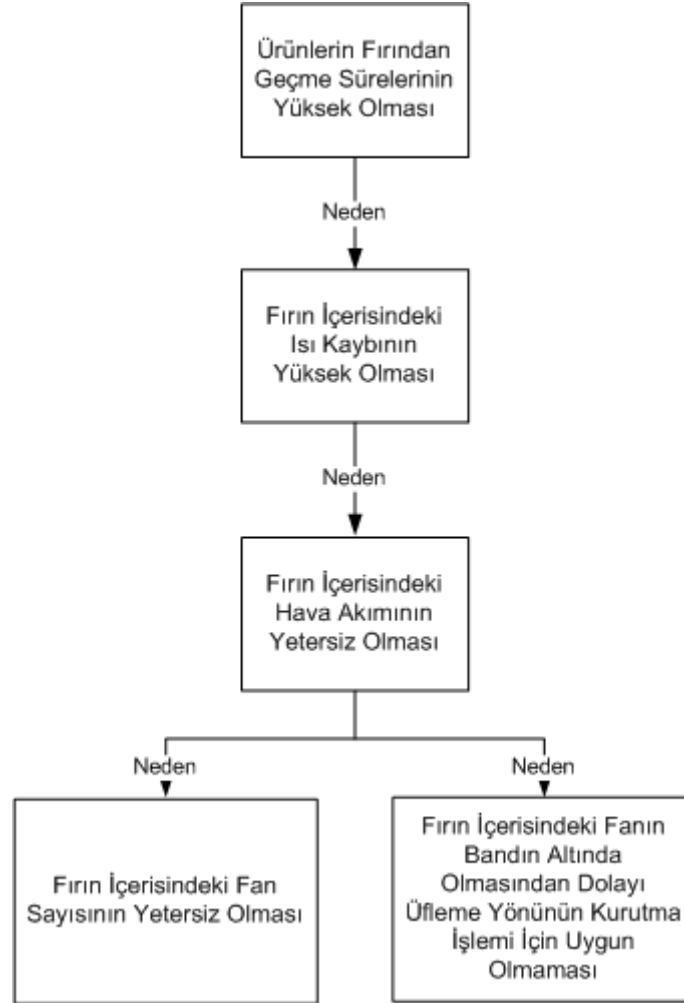 Ürünlerin Fırından
Geçme Sürelerinin
Yüksek Olması
Neden
Fırın İçerisindeki
Isı Kaybının
Yüksek Olması
Neden
Fırın İçerisindeki
Hava Akımının
Yetersiz Olması
Neden
Neden
Fırın İçerisindeki Fan
Sayısının Yetersiz Olması
Fırın İçerisindeki Fanın
Bandın Altında
Olmasından Dolayı
Üfleme Yönünün Kurutma
İşlemi İçin Uygun
Olmaması